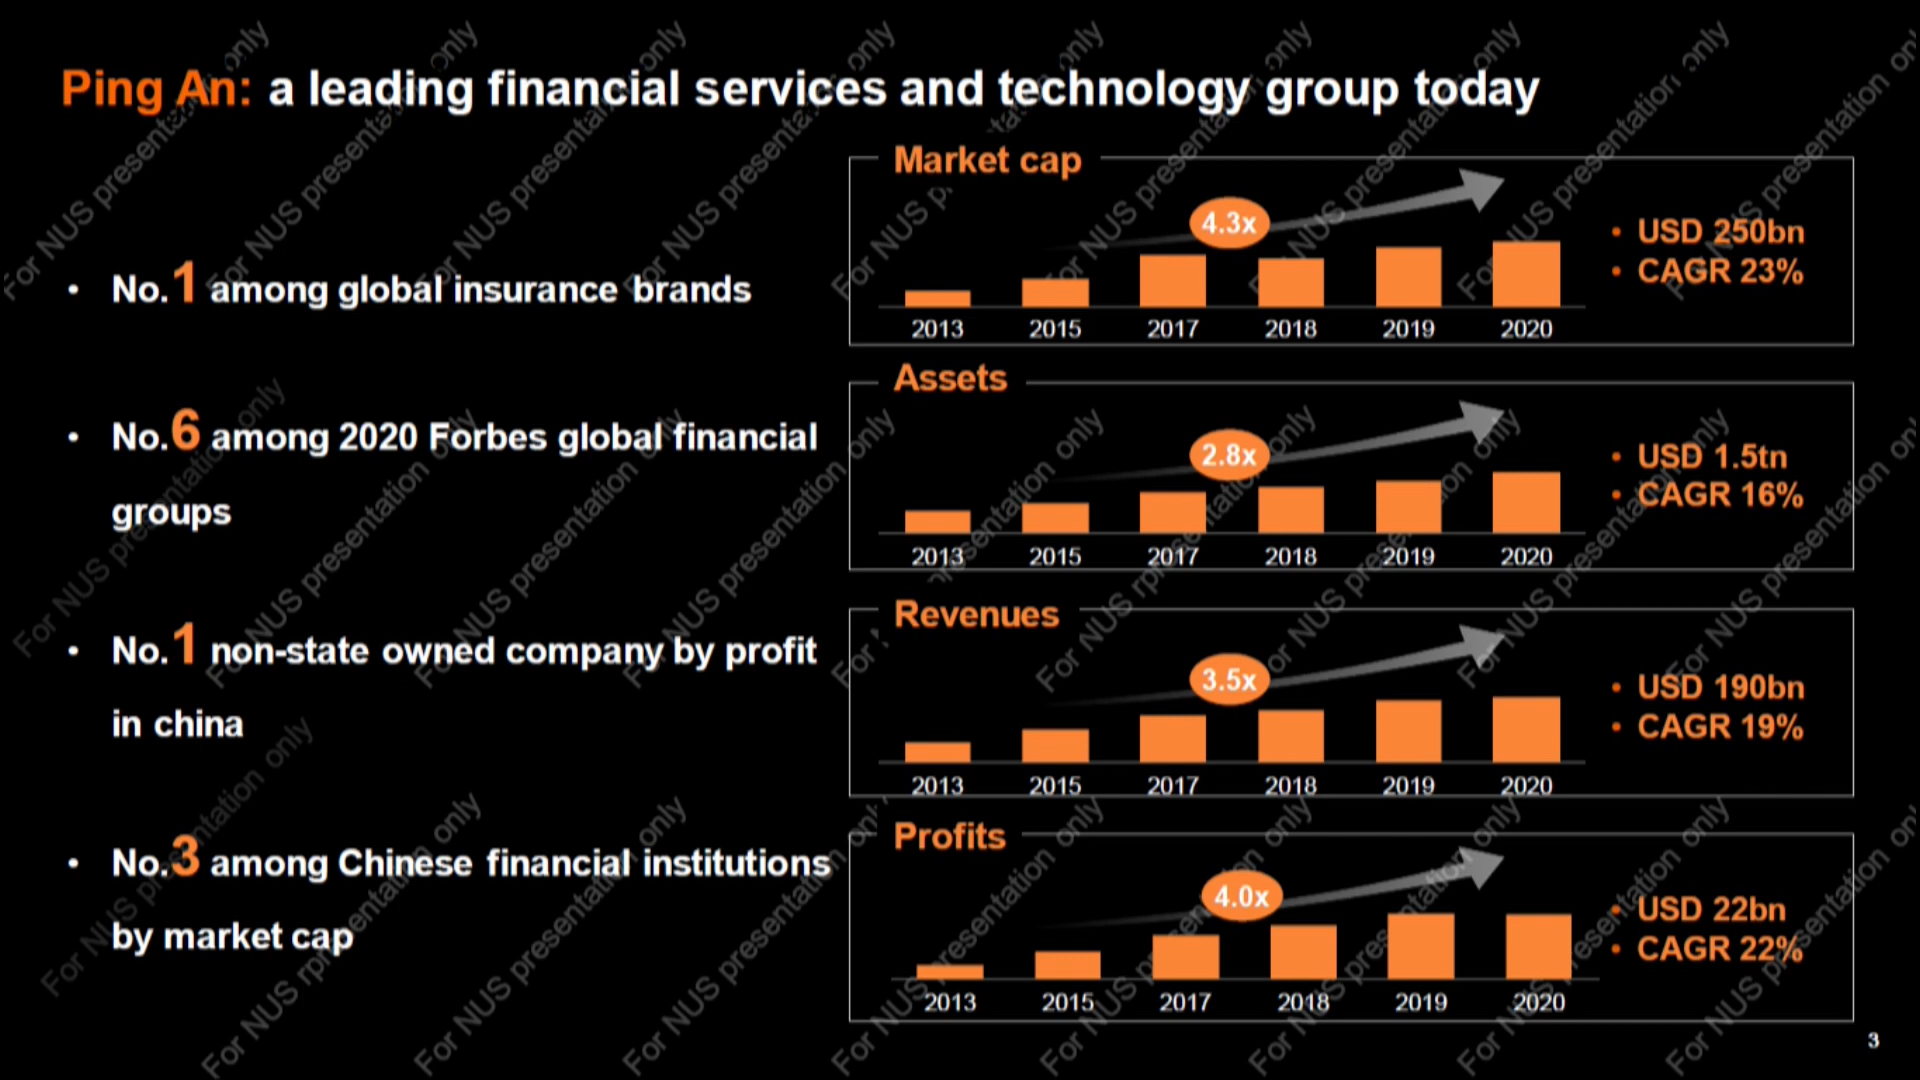 Ping An: a leading financial services and technology group today
• No.1 among global insurance brands
• No.6 among 2020 Forbes global financial
groups
• No.1 non-state owned company by profit
in china
• No.3 among Chinese financial institutions
by market cap
Market cap
4.3x
2013 2015 2017 2018 2019 2020
• USD 250bn
• CAGR 23%
Assets
2.8x
2013 2015 2017 2018 2019 2020
• USD 1.5tn
• CAGR 16%
Revenues
3.5x
2013 2015 2017 2018 2019 2020
• USD 190bn
• CAGR 19%
Profits
4.0x
2013 2015 2017 2018 2019 2020
• USD 22bn
• CAGR 22%
3
For NUS presentation only